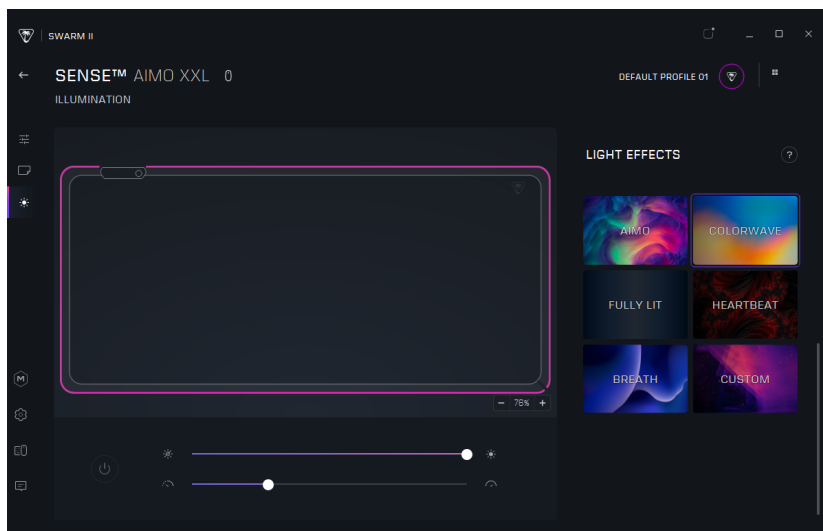 SWARM II
SENSE™ AIMO XXL
DEFAULT PROFILE 01
ILLUMINATION
LIGHT EFFECTS
?
AIMO
COLORWAVE
FULLY LIT
HEARTBEAT
BREATH
CUSTOM
M
− 78% +